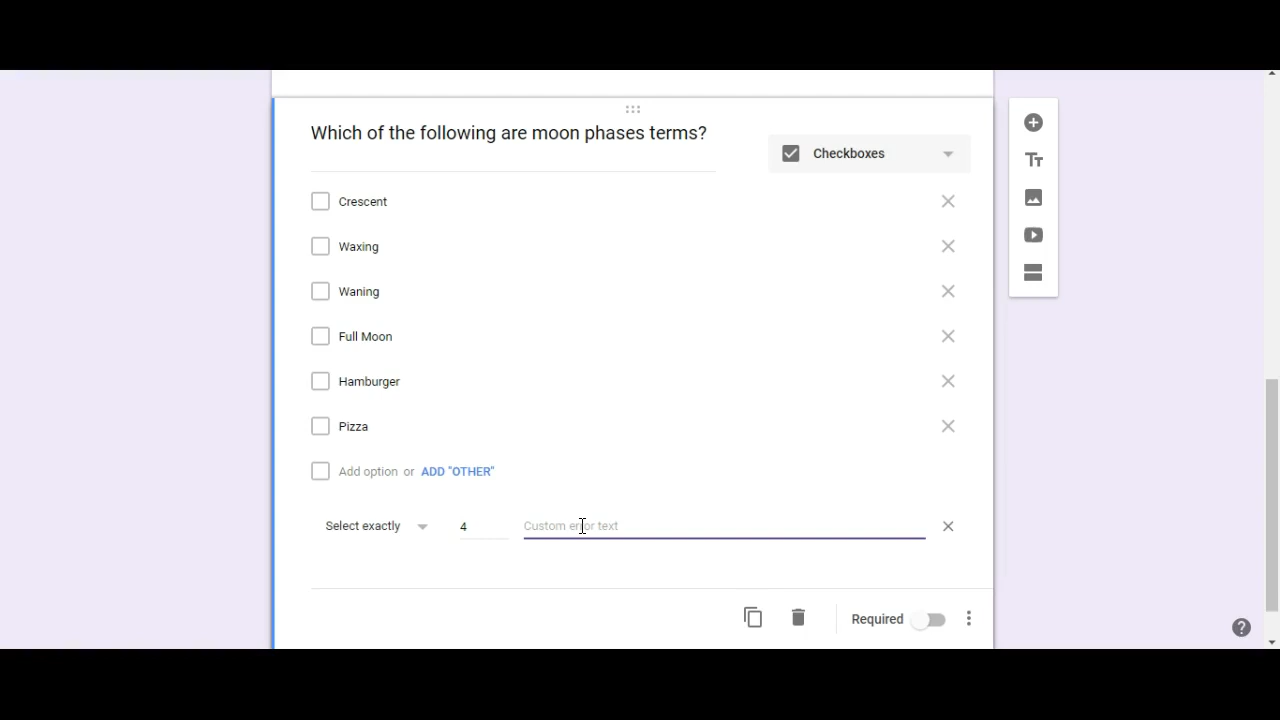 Which of the following are moon phases terms?
Checkboxes
Crescent
Waxing
Waning
Full Moon
Hamburger
Pizza
Add option or ADD "OTHER"
Select exactly 4 Custom error text
Required